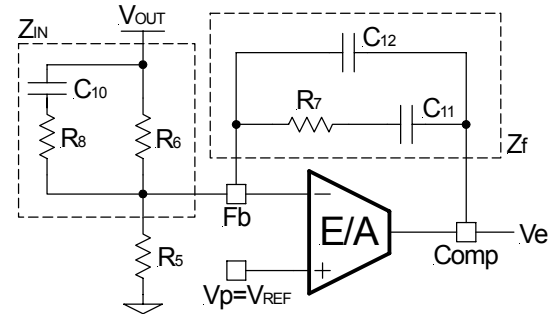 VOUT
ZIN
C12
C10
R7
C11
R8
R6
Zf
Fb
−
E/A
Ve
R5
+
Comp
Vp=VREF